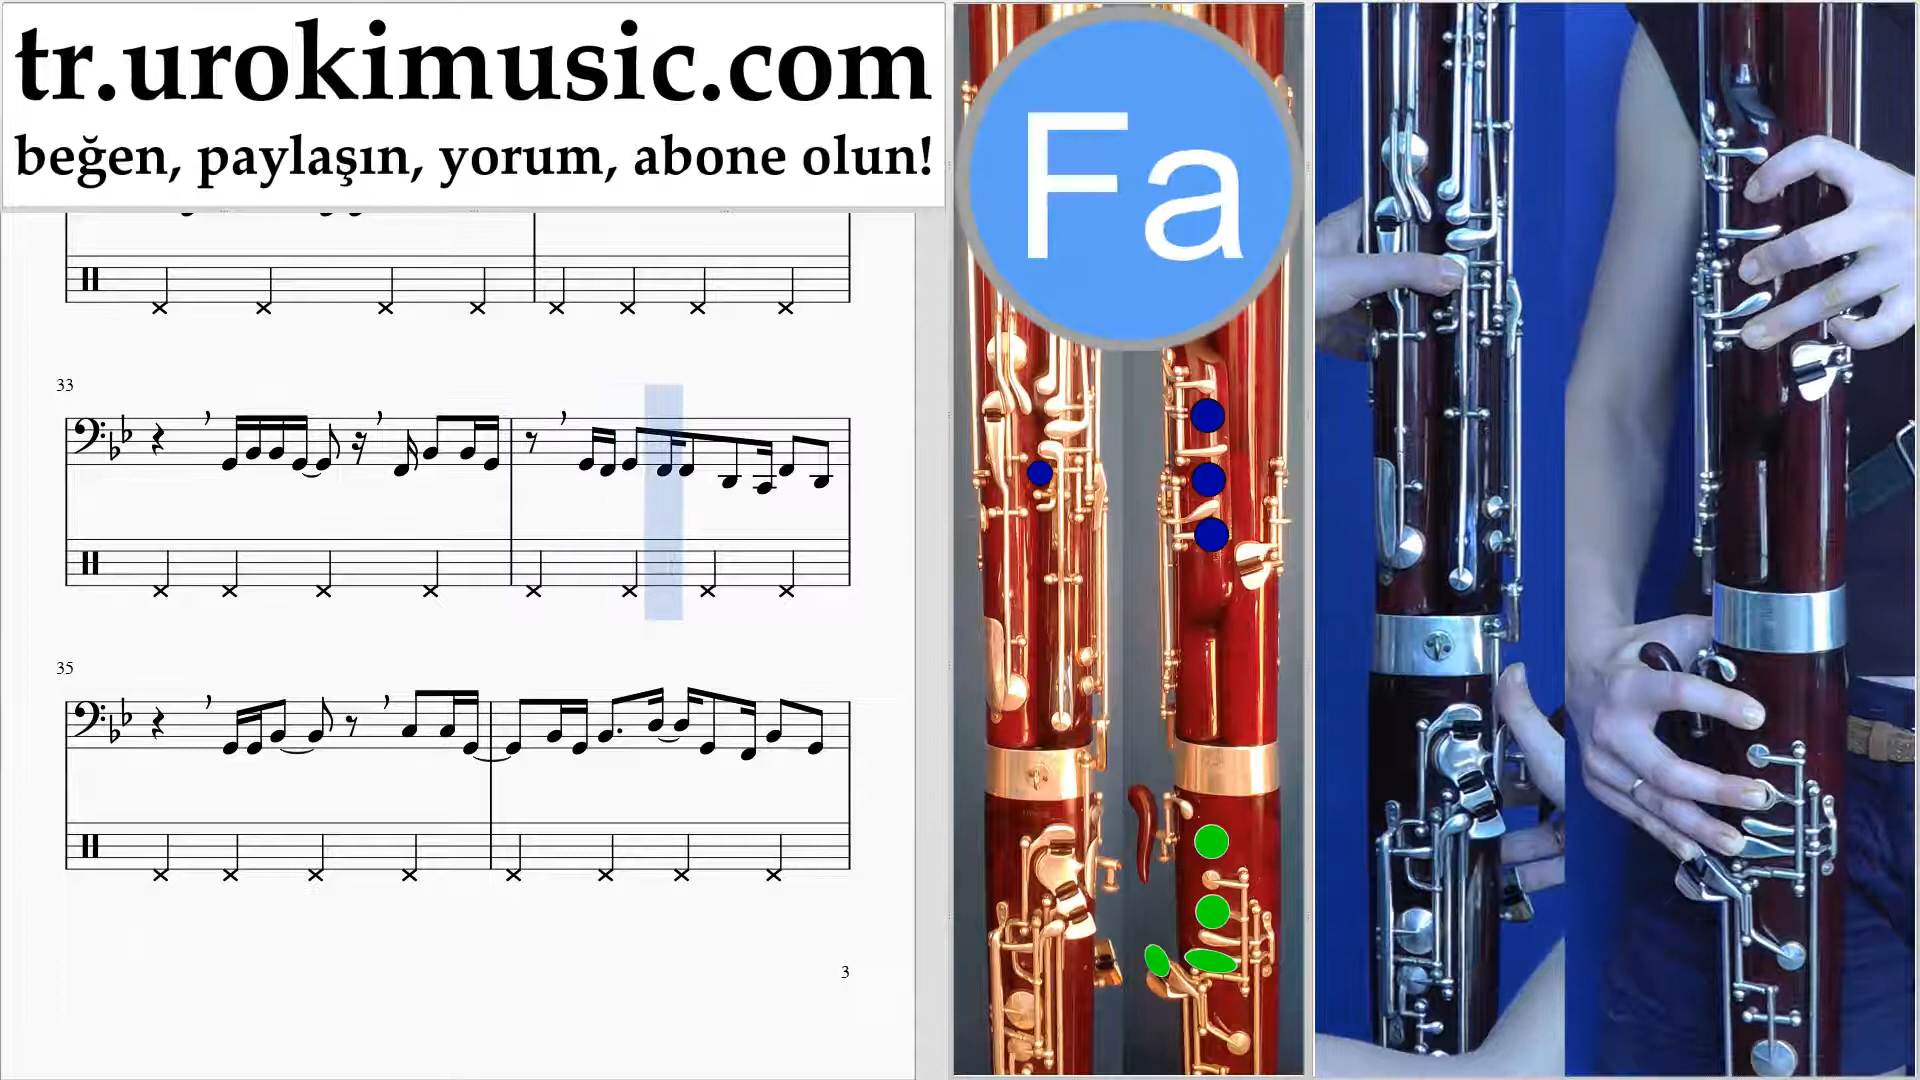 tr.urokimusic.com
beğen, paylaşın, yorum, abone olun!
Fa
33
35
3